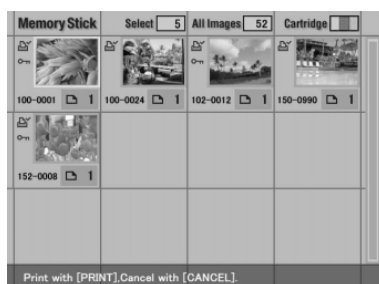 Memory Stick Select 5 All Images 52 Cartridge
100-0001 1 100-0024 1 102-0012 1 150-0990 1
152-0008 1
Print with [PRINT],Cancel with [CANCEL].